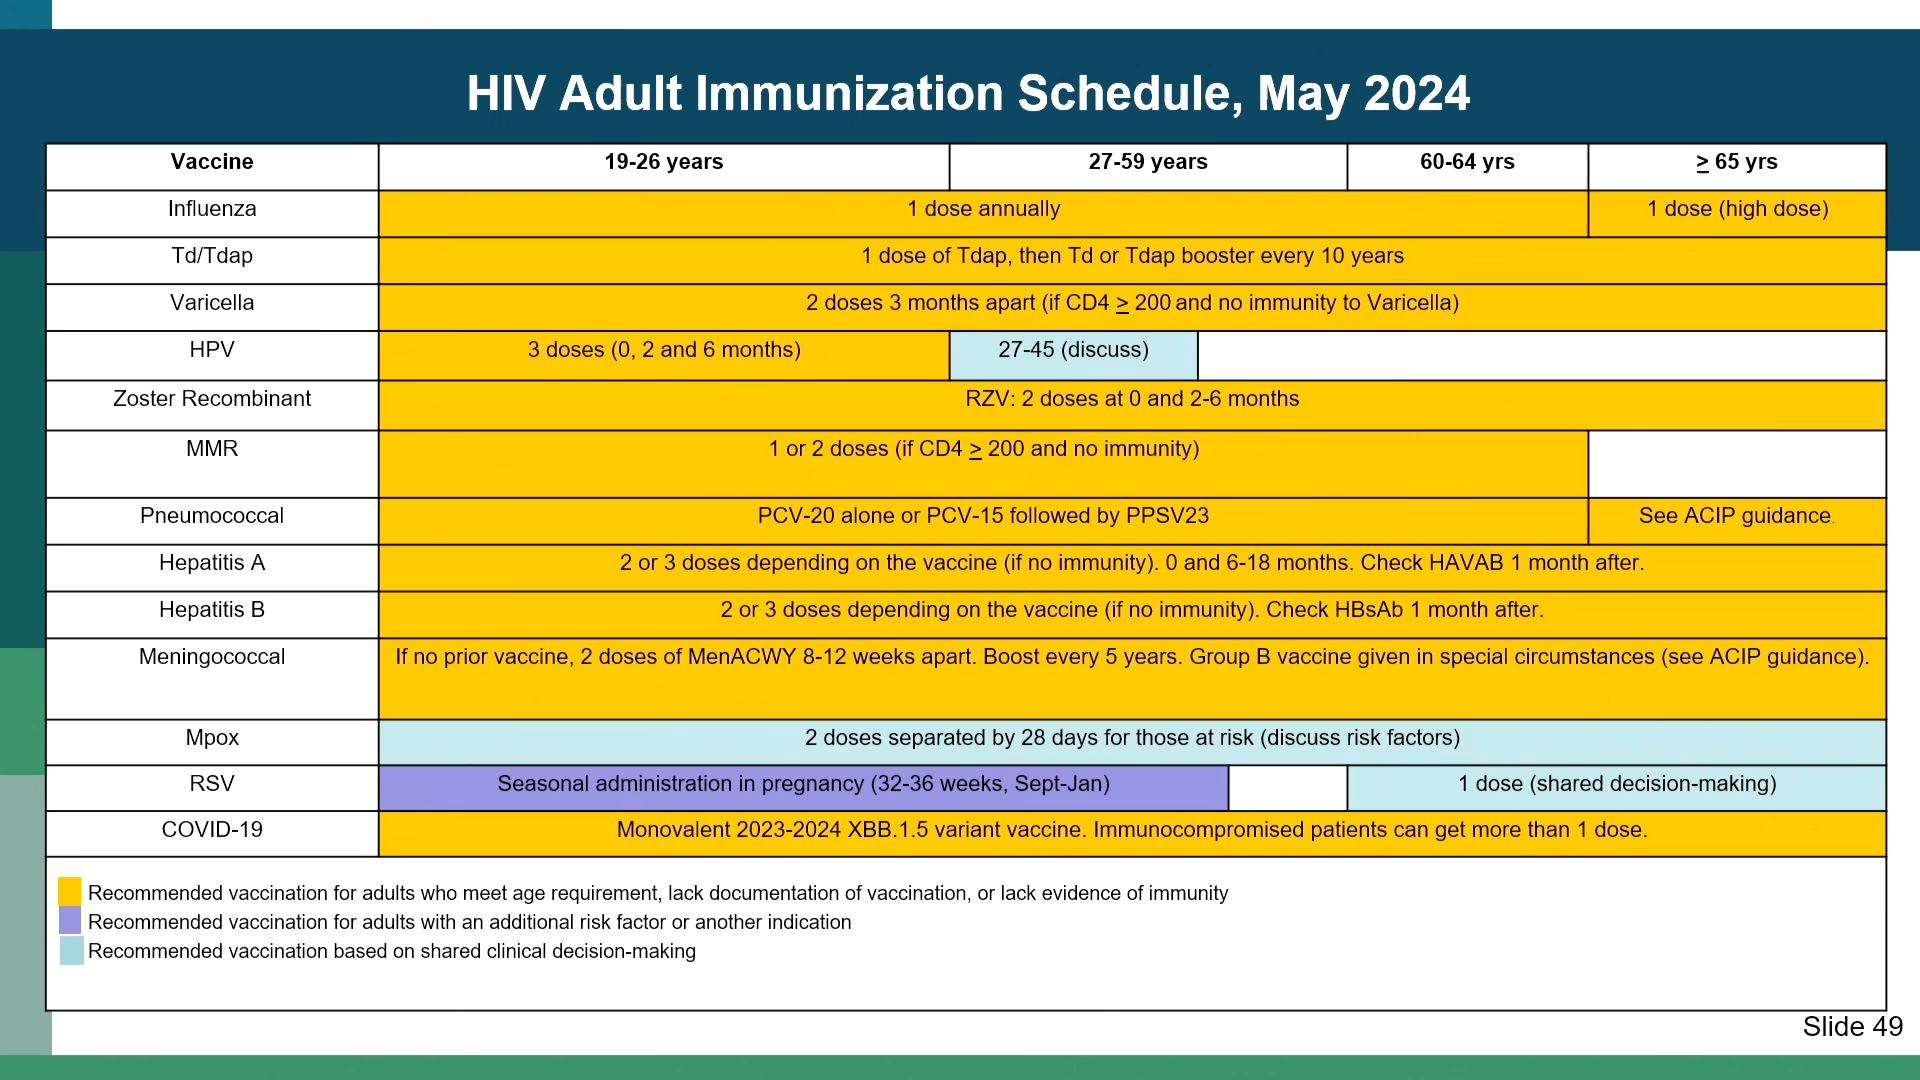 HIV Adult Immunization Schedule, May 2024
Vaccine 19-26 years 27-59 years 60-64 yrs ≥ 65 yrs
Influenza 1 dose annually 1 dose (high dose)
Td/Tdap 1 dose of Tdap, then Td or Tdap booster every 10 years
Varicella 2 doses 3 months apart (if CD4 ≥ 200 and no immunity to Varicella)
HPV 3 doses (0, 2 and 6 months) 27-45 (discuss)
Zoster Recombinant RZV: 2 doses at 0 and 2-6 months
MMR 1 or 2 doses (if CD4 ≥ 200 and no immunity)
Pneumococcal PCV-20 alone or PCV-15 followed by PPSV23 See ACIP guidance.
Hepatitis A 2 or 3 doses depending on the vaccine (if no immunity). 0 and 6-18 months. Check HAVAB 1 month after.
Hepatitis B 2 or 3 doses depending on the vaccine (if no immunity). Check HBsAb 1 month after.
Meningococcal If no prior vaccine, 2 doses of MenACWY 8-12 weeks apart. Boost every 5 years. Group B vaccine given in special circumstances (see ACIP guidance).
Mpox 2 doses separated by 28 days for those at risk (discuss risk factors)
RSV Seasonal administration in pregnancy (32-36 weeks, Sept-Jan) 1 dose (shared decision-making)
COVID-19 Monovalent 2023-2024 XBB.1.5 variant vaccine. Immunocompromised patients can get more than 1 dose.
Recommended vaccination for adults who meet age requirement, lack documentation of vaccination, or lack evidence of immunity
Recommended vaccination for adults with an additional risk factor or another indication
Recommended vaccination based on shared clinical decision-making
Slide 49